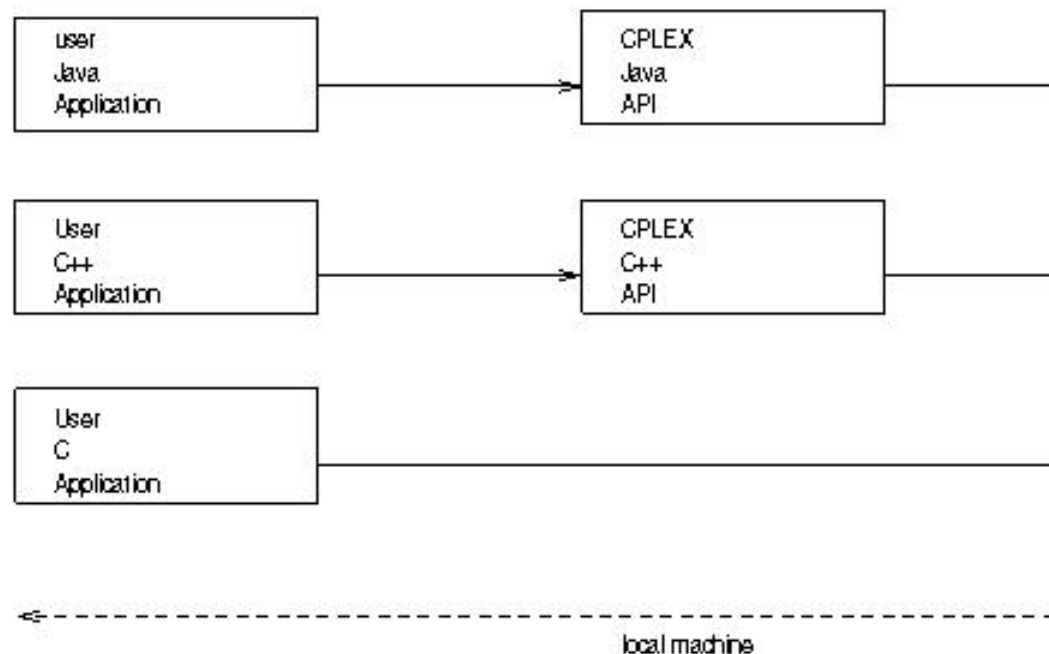 user
Java
Application
CPLEX
Java
API
User
C++
Application
CPLEX
C++
API
User
C
Application
local machine